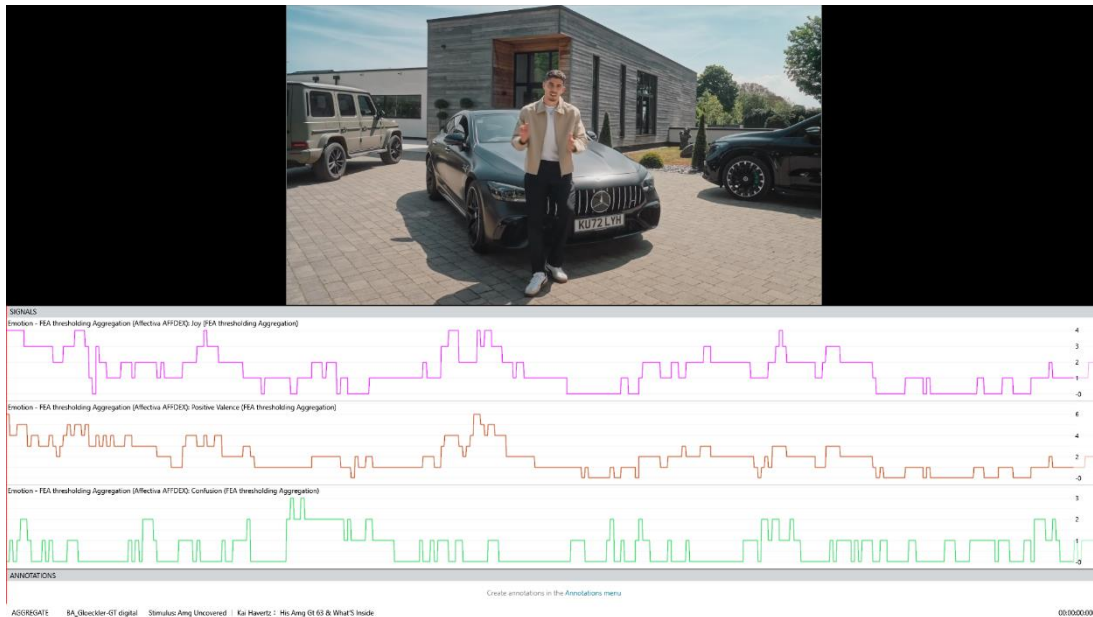 KU72 LYH
SIGNALS
Emotion - FEA thresholding Aggregation (Affectiva AFFDEX): Joy (FEA thresholding Aggregation)
4
3
2
1
-0
Emotion - FEA thresholding Aggregation (Affectiva AFFDEX): Positive Valence (FEA thresholding Aggregation)
6
4
2
-0
Emotion - FEA thresholding Aggregation (Affectiva AFFDEX): Confusion (FEA thresholding Aggregation)
3
2
1
-0
ANNOTATIONS
Create annotations in the Annotations menu
AGGREGATE BA_Gloeckler-GT digital Stimulus: Amg Uncovered | Kai Havertz : His Amg Gt 63 & What'S Inside 00:00:00:00